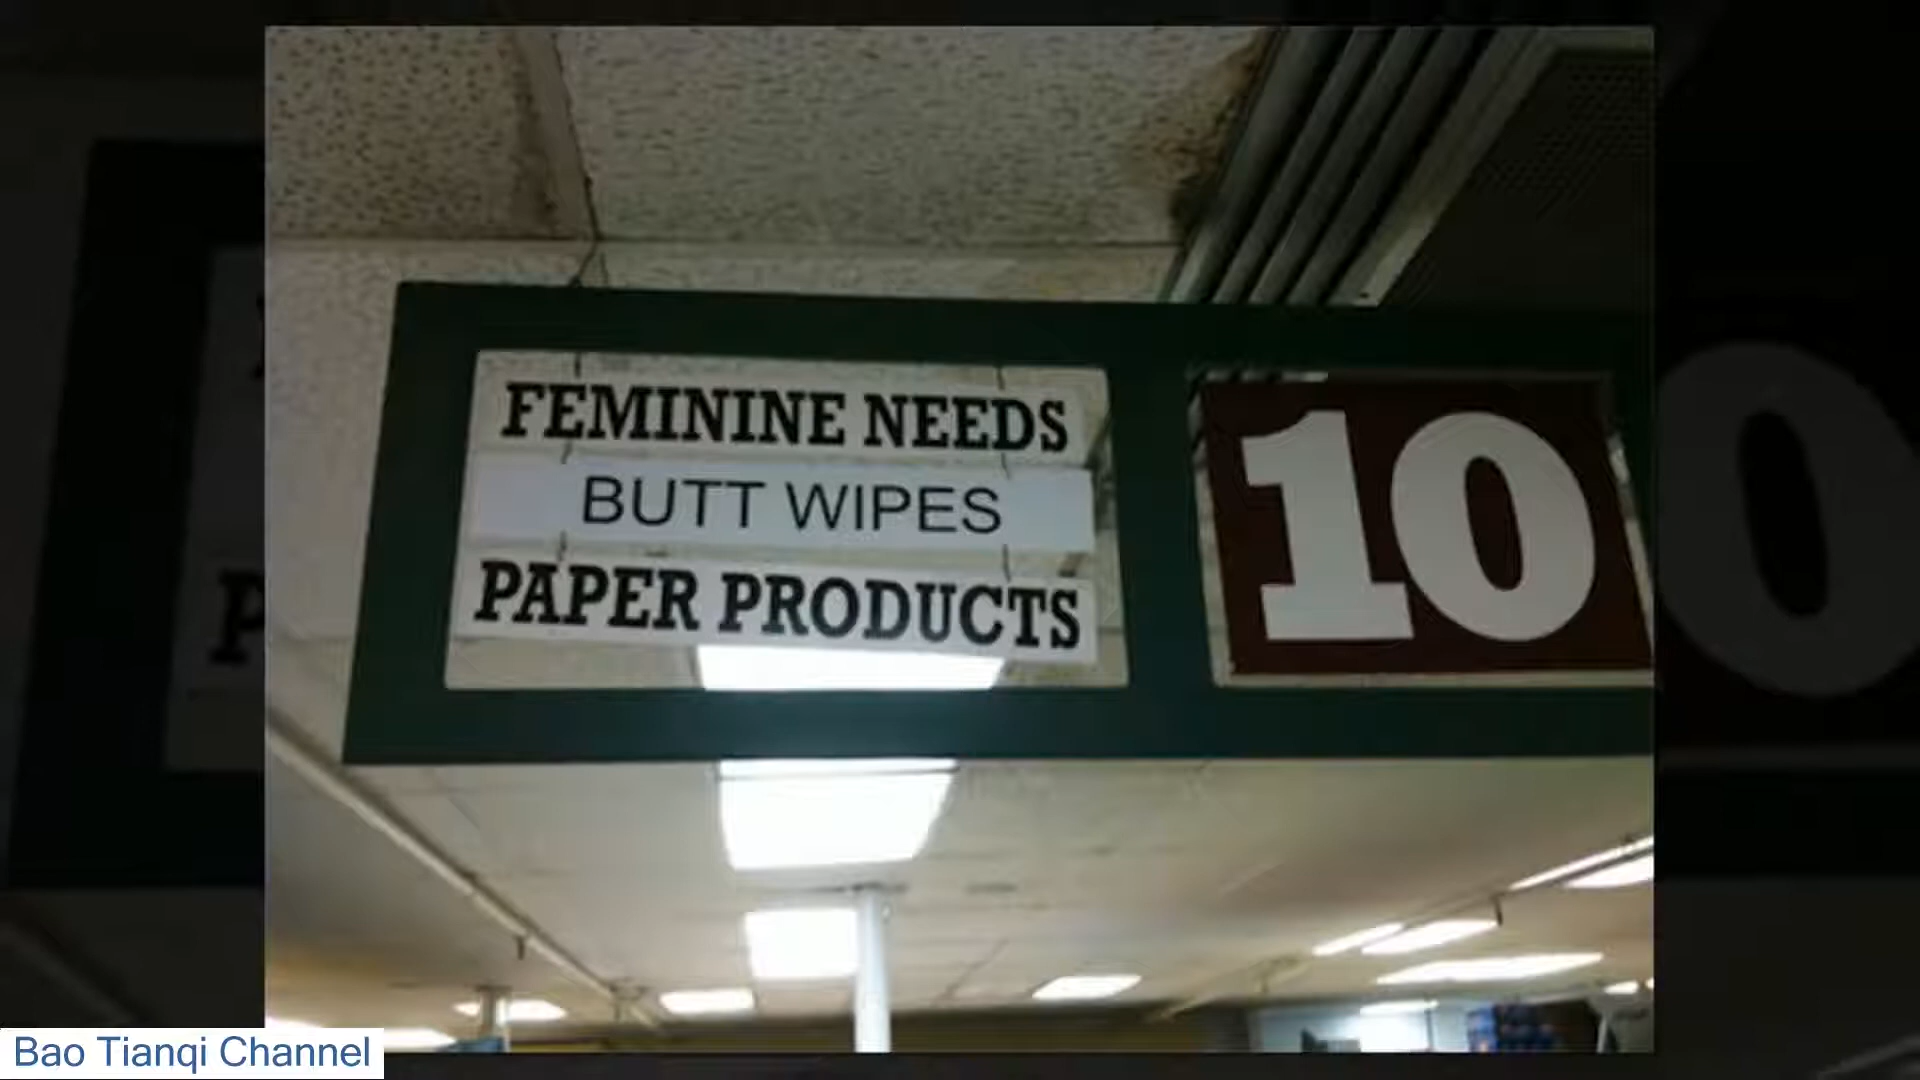 FEMININE NEEDS
BUTT WIPES
PAPER PRODUCTS
10
Bao Tianqi Channel